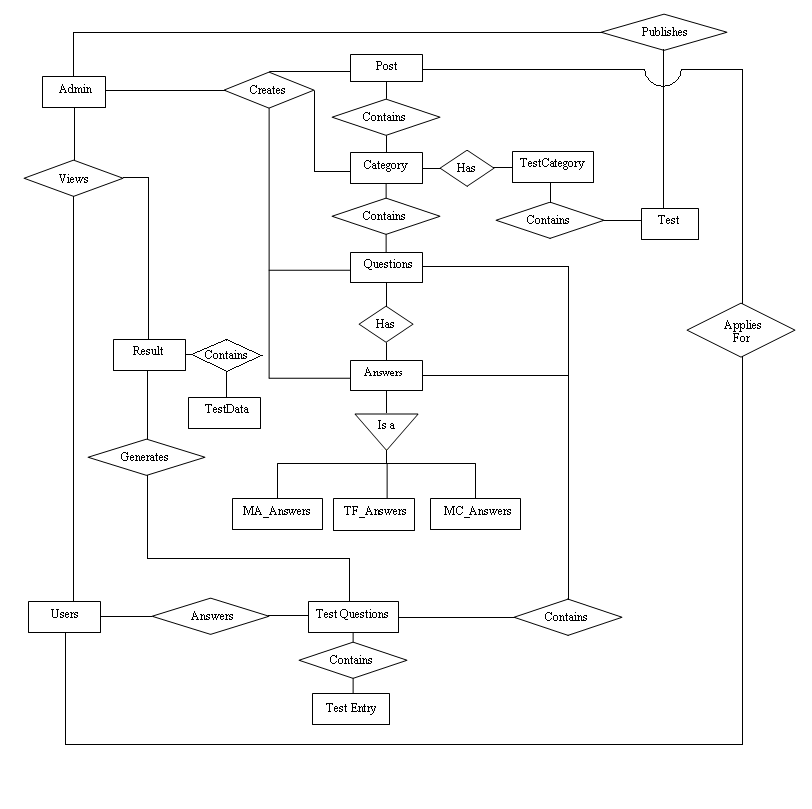 Publishes
Post
Admin
Creates
Contains
Category
Has
TestCategory
Views
Contains
Contains
Test
Questions
Has
Applies
For
Result
Contains
Answers
TestData
Is a
Generates
MA_Answers
TF_Answers
MC_Answers
Users
Answers
Test Questions
Contains
Contains
Test Entry